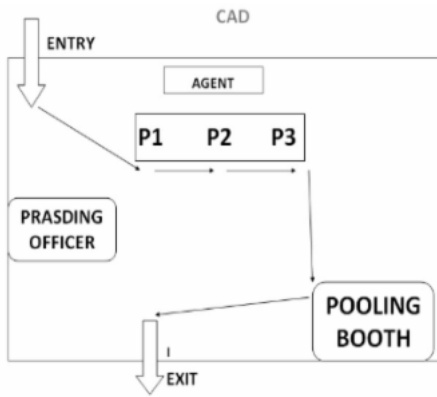 CAD
ENTRY
AGENT
P1 P2 P3
PRASDING
OFFICER
POOLING
BOOTH
I
EXIT